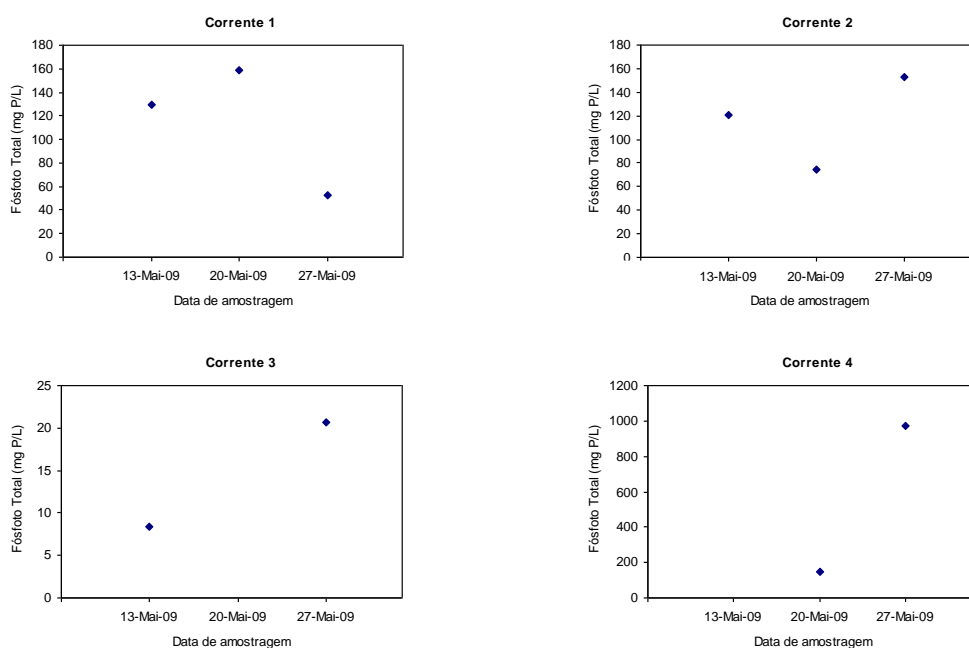 Corrente 1
Fósfoto Total (mg P/L)
180
160
140
120
100
80
60
40
20
0
13-Mai-09 20-Mai-09 27-Mai-09
Data de amostragem
Corrente 2
Fósfoto Total (mg P/L)
180
160
140
120
100
80
60
40
20
0
13-Mai-09 20-Mai-09 27-Mai-09
Data de amostragem
Corrente 3
Fósfoto Total (mg P/L)
25
20
15
10
5
0
13-Mai-09 20-Mai-09 27-Mai-09
Data de amostragem
Corrente 4
Fósfoto Total (mg P/L)
1200
1000
800
600
400
200
0
13-Mai-09 20-Mai-09 27-Mai-09
Data de amostragem